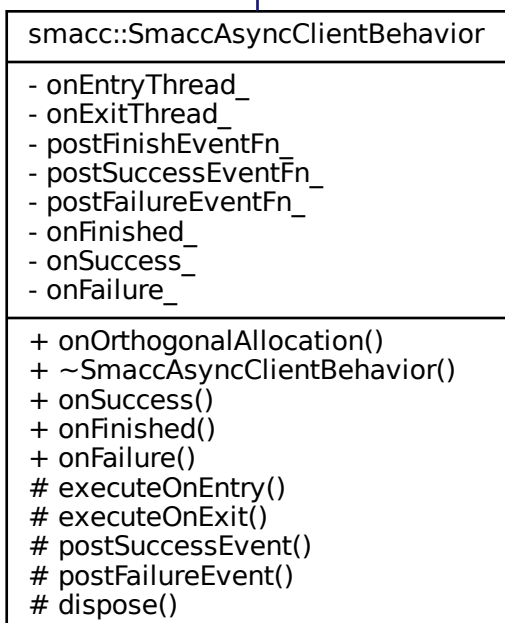 smacc::SmaccAsyncClientBehavior
- onEntryThread_
- onExitThread_
- postFinishEventFn_
- postSuccessEventFn_
- postFailureEventFn_
- onFinished_
- onSuccess_
- onFailure_
+ onOrthogonalAllocation()
+ ~SmaccAsyncClientBehavior()
+ onSuccess()
+ onFinished()
+ onFailure()
# executeOnEntry()
# executeOnExit()
# postSuccessEvent()
# postFailureEvent()
# dispose()